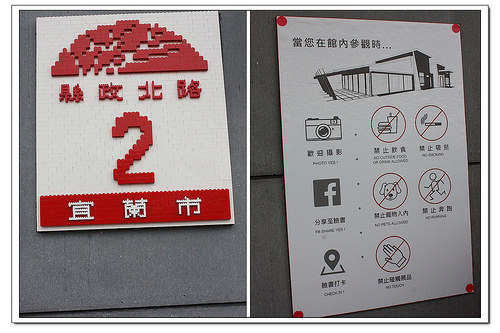 縣政北路
2
宜蘭市
當您在館內參觀時...
歡迎攝影
PHOTO YES!
禁止飲食
NO OUTSIDE FOOD
OR DRINK ALLOWED
禁止吸菸
NO SMOKING
f
分享至臉書
FB SHARE YES!
禁止寵物入內
NO PETS ALLOWED
禁止奔跑
NO RUNNING
臉書打卡
CHECK IN!
禁止碰觸展品
NO TOUCH!